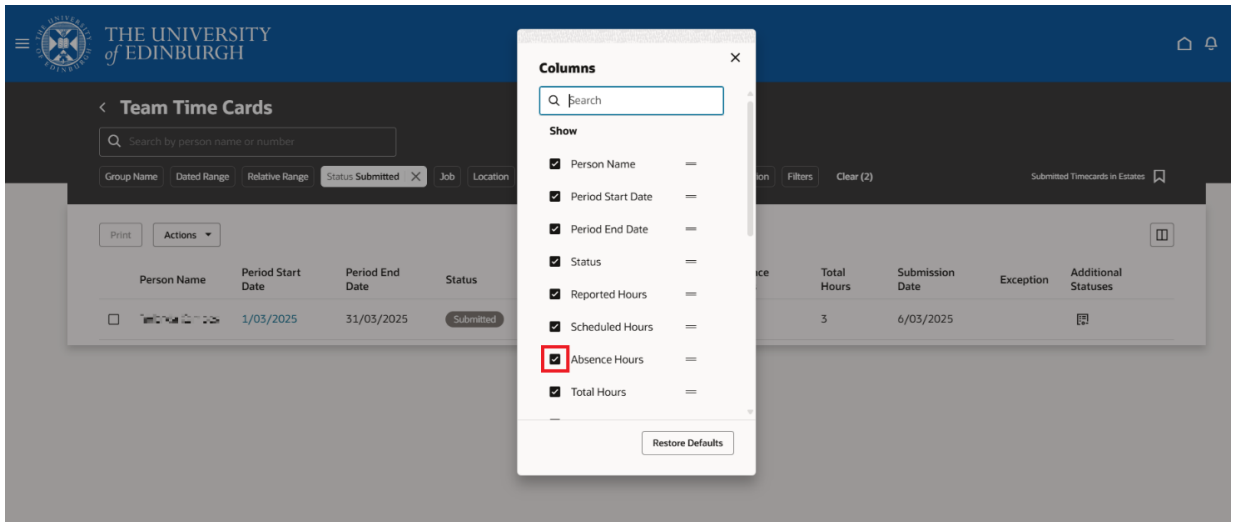 THE UNIVERSITY
of EDINBURGH
Team Time Cards
Search by person name or number
Group Name Dated Range Relative Range Status Submitted Job Location ion Filters Clear (2) Submitted Timecards in Estates
Print Actions
Person Name Period Start Date Period End Date Status ce Total Hours Submission Date Exception Additional Statuses
1/03/2025 31/03/2025 Submitted 3 6/03/2025
Columns
Search
Show
Person Name
Period Start Date
Period End Date
Status
Reported Hours
Scheduled Hours
Absence Hours
Total Hours
Restore Defaults